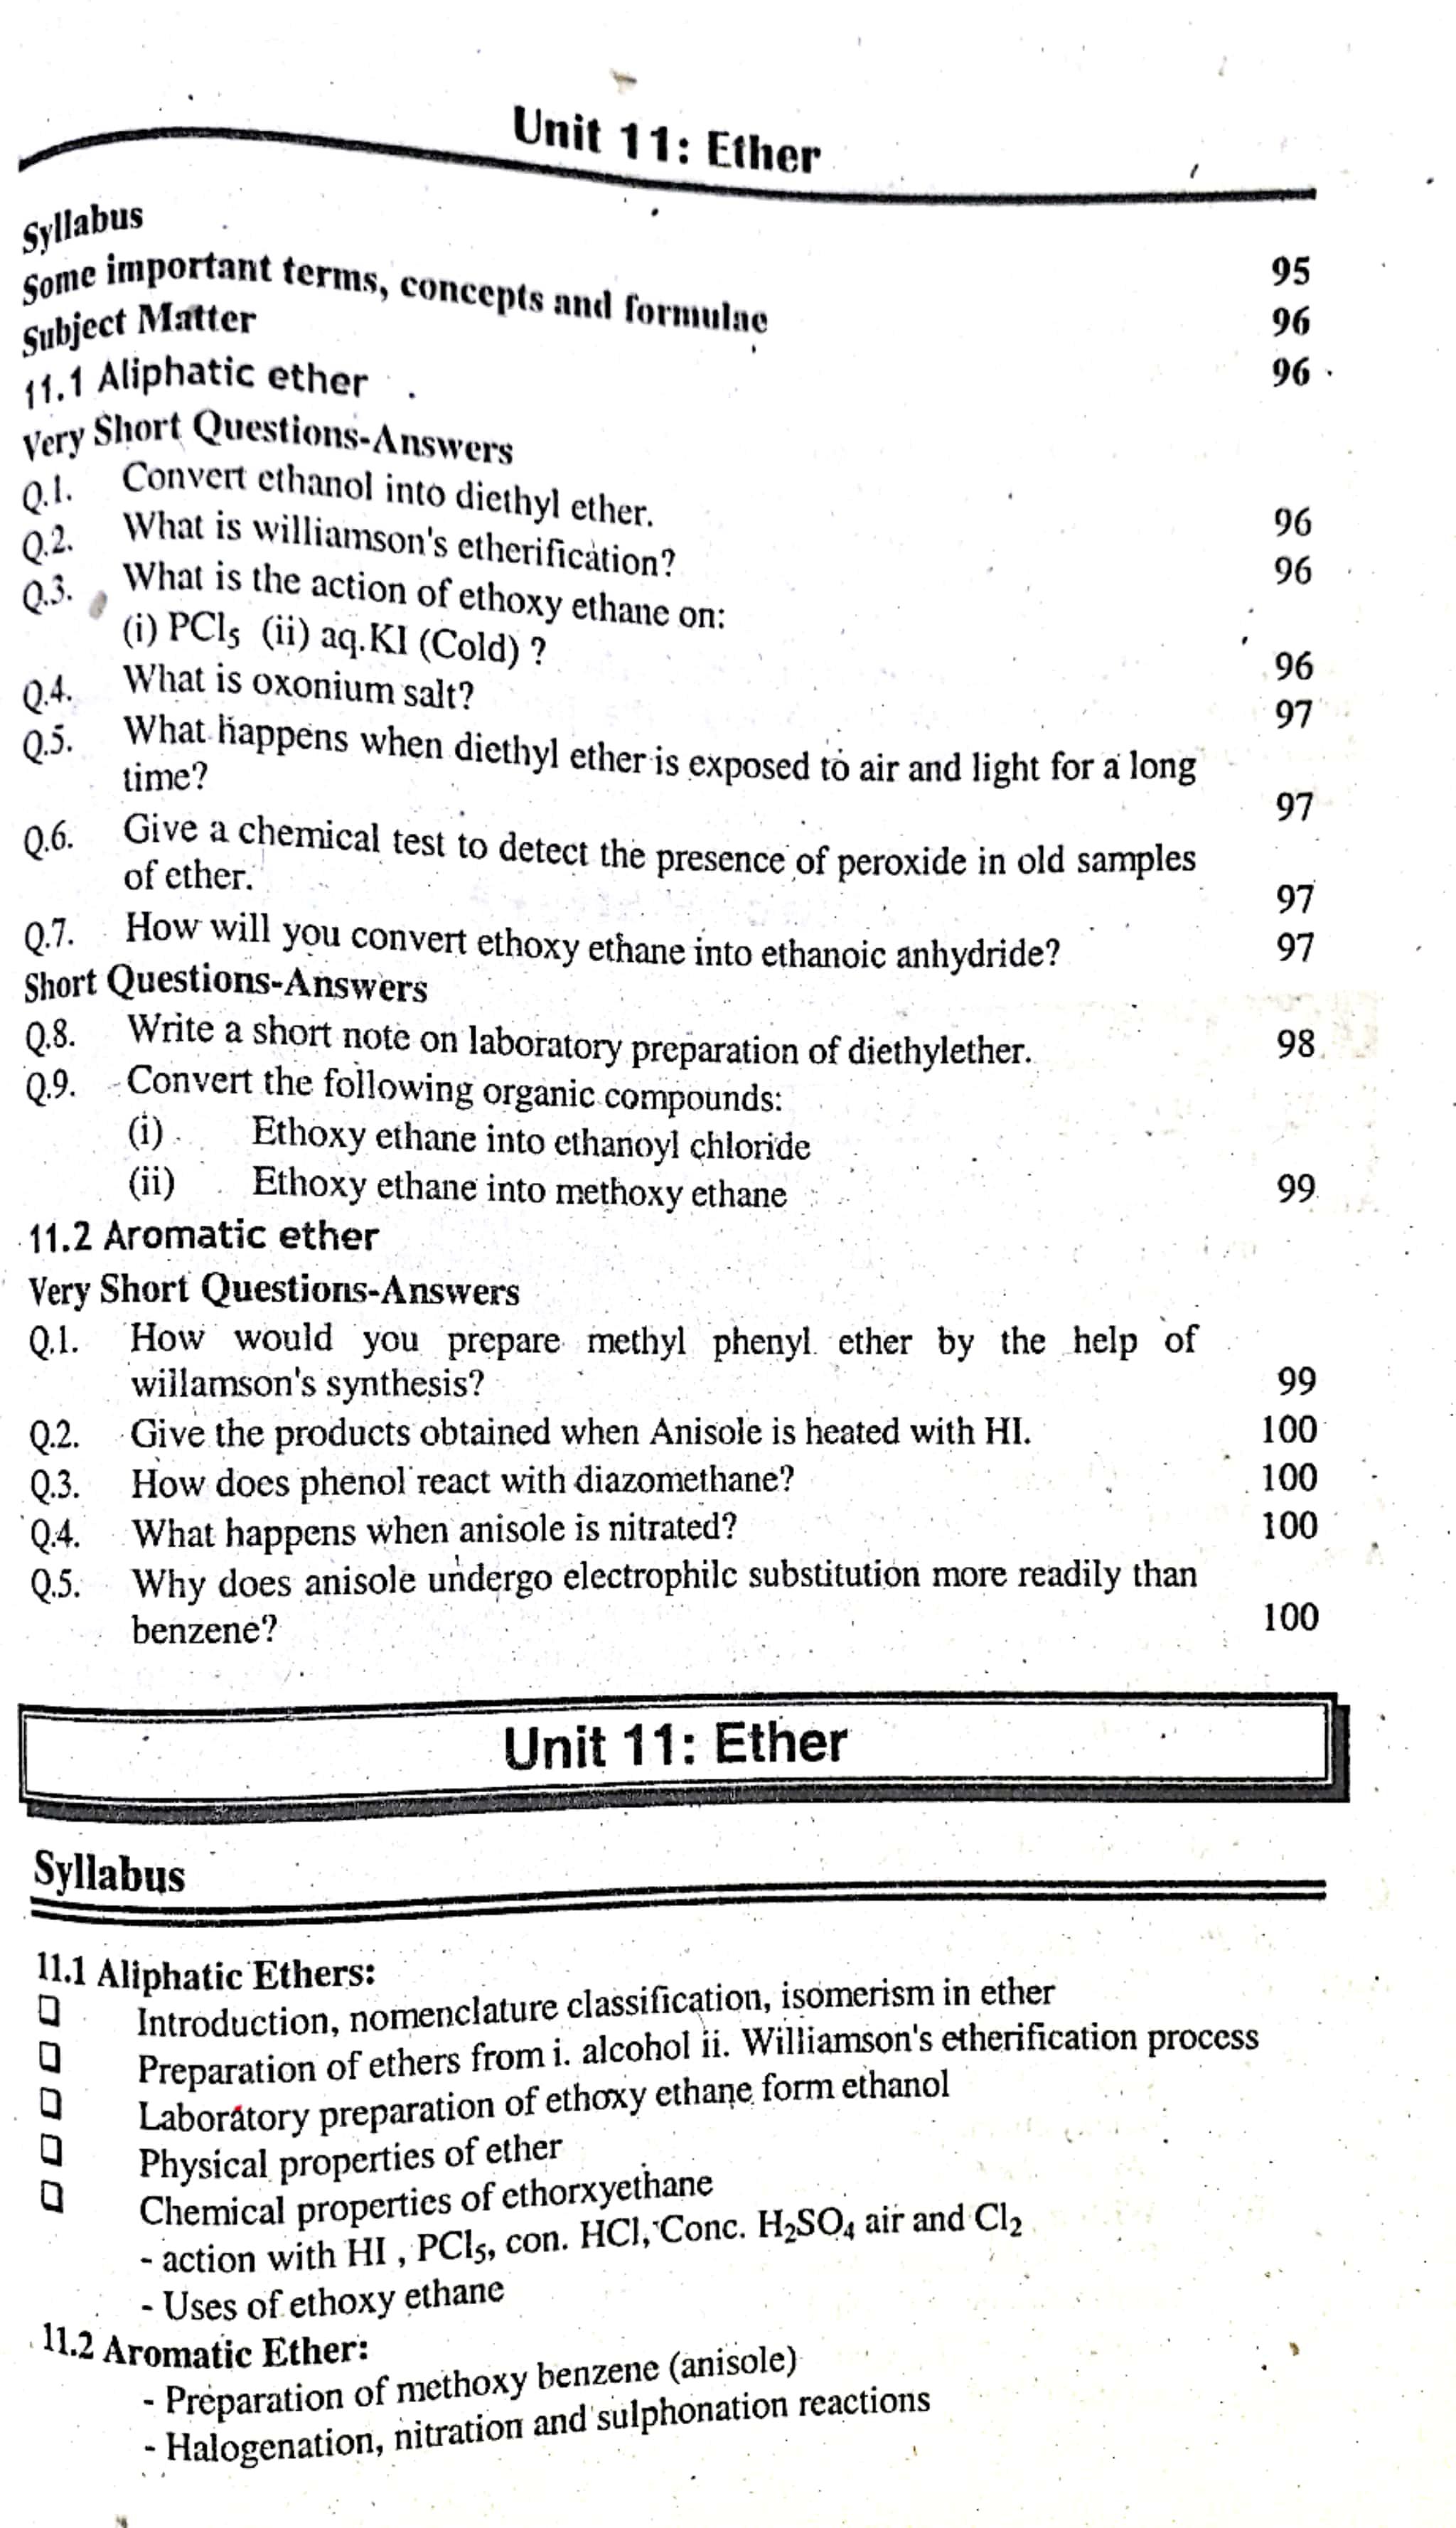 Unit 11: Ether
Syllabus 95
Some important terms, concepts and formulae 96
Subject Matter 96
11.1 Aliphatic ether
Very Short Questions-Answers
Q.1. Convert ethanol into diethyl ether. 96
Q.2. What is williamson's etherification? 96
Q.3. What is the action of ethoxy ethane on:
(i) PCl₅ (ii) aq.KI (Cold) ? 96
Q.4. What is oxonium salt? 97
Q.5. What happens when diethyl ether is exposed to air and light for a long
time? 97
Q.6. Give a chemical test to detect the presence of peroxide in old samples
of ether. 97
Q.7. How will you convert ethoxy ethane into ethanoic anhydride? 97
Short Questions-Answers
Q.8. Write a short note on laboratory preparation of diethylether. 98
Q.9. Convert the following organic compounds:
(i) Ethoxy ethane into ethanoyl chloride
(ii) Ethoxy ethane into methoxy ethane 99
11.2 Aromatic ether
Very Short Questions-Answers
Q.1. How would you prepare methyl phenyl ether by the help of
willamson's synthesis? 99
Q.2. Give the products obtained when Anisole is heated with HI. 100
Q.3. How does phenol react with diazomethane? 100
Q.4. What happens when anisole is nitrated? 100
Q.5. Why does anisole undergo electrophilc substitution more readily than
benzene? 100
Unit 11: Ether
Syllabus
11.1 Aliphatic Ethers:
❑ Introduction, nomenclature classification, isomerism in ether
❑ Preparation of ethers from i. alcohol ii. Williamson's etherification process
❑ Laboratory preparation of ethoxy ethane form ethanol
❑ Physical properties of ether
❑ Chemical properties of ethorxyethane
- action with HI , PCl₅, con. HCl, Conc. H₂SO₄ air and Cl₂
- Uses of ethoxy ethane
11.2 Aromatic Ether:
- Preparation of methoxy benzene (anisole)
- Halogenation, nitration and sulphonation reactions